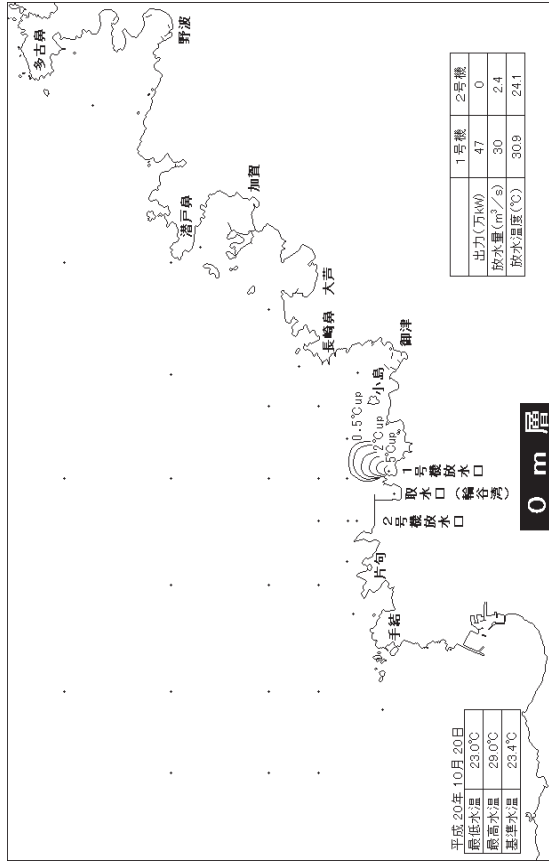 多古鼻
野波
潜戸鼻
加賀
大芦
長崎鼻
御津
小島
0.5℃up
2℃up
5℃up
1号機放水口
取水口（輪谷湾）
2号機放水口
片句
手結
1号機 2号機
出力(万kW) 47 0
放水量(m³/s) 30 2.4
放水温度(℃) 30.9 24.1
0 m 層
平成 20年 10月 20日
最低水温 23.0℃
最高水温 29.0℃
基準水温 23.4℃